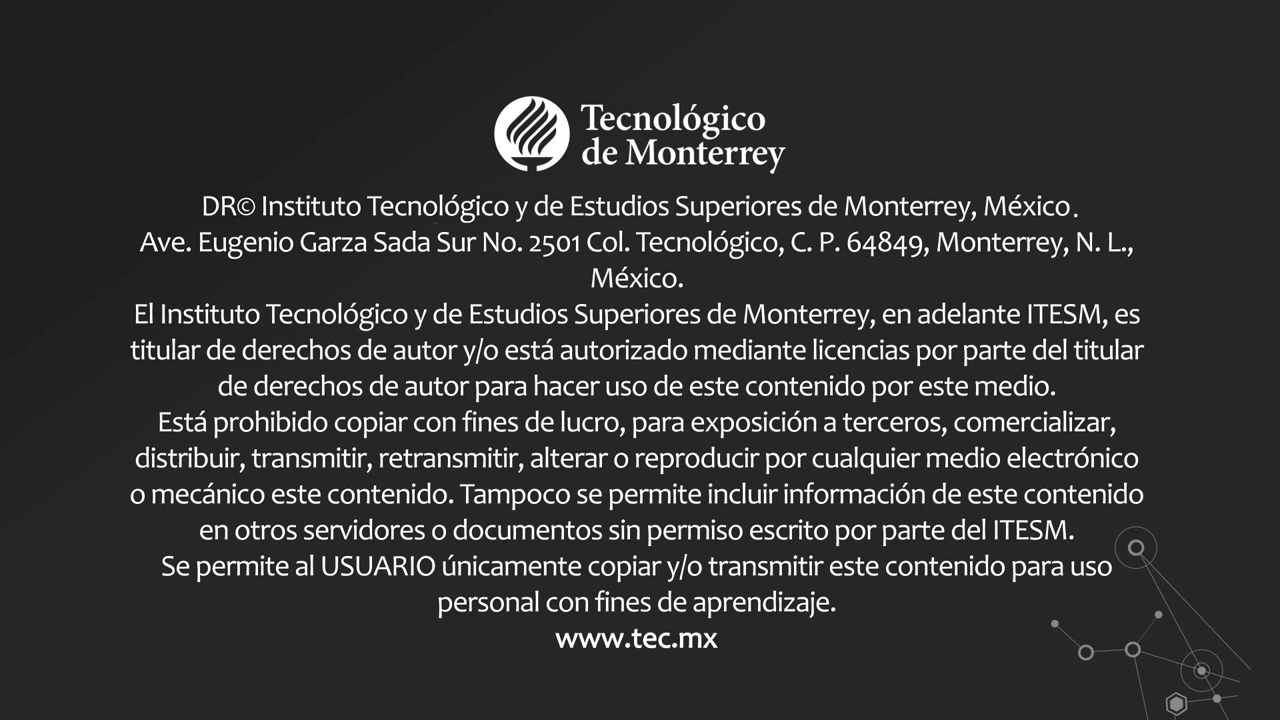 Tecnológico
de Monterrey
DR© Instituto Tecnológico y de Estudios Superiores de Monterrey, México.
Ave. Eugenio Garza Sada Sur No. 2501 Col. Tecnológico, C. P. 64849, Monterrey, N. L.,
México.
El Instituto Tecnológico y de Estudios Superiores de Monterrey, en adelante ITESM, es
titular de derechos de autor y/o está autorizado mediante licencias por parte del titular
de derechos de autor para hacer uso de este contenido por este medio.
Está prohibido copiar con fines de lucro, para exposición a terceros, comercializar,
distribuir, transmitir, retransmitir, alterar o reproducir por cualquier medio electrónico
o mecánico este contenido. Tampoco se permite incluir información de este contenido
en otros servidores o documentos sin permiso escrito por parte del ITESM.
Se permite al USUARIO únicamente copiar y/o transmitir este contenido para uso
personal con fines de aprendizaje.
www.tec.mx